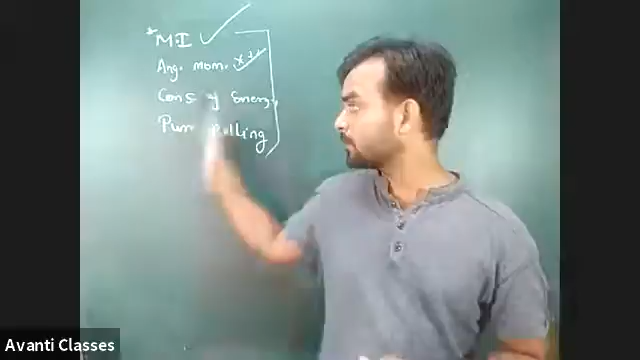 *M.I ✓
Ang. mom. ✓
Cons of Energy
Pure Rolling
Avanti Classes